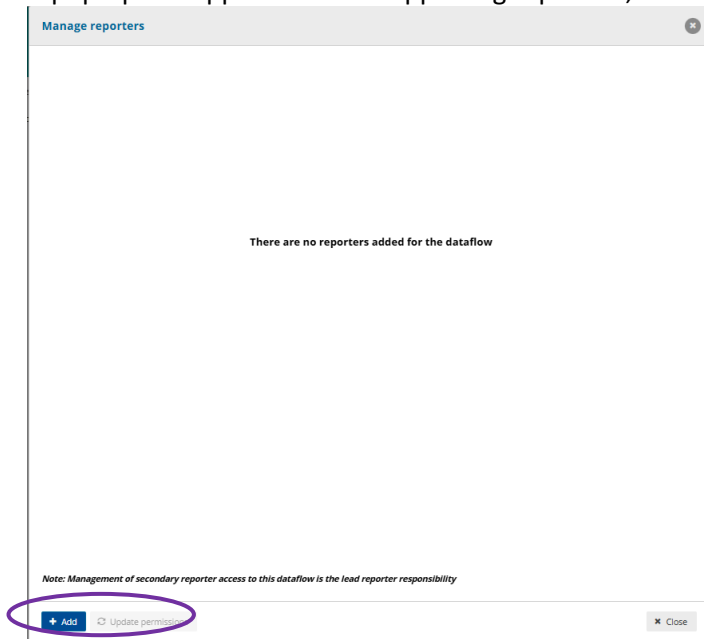 Manage reporters
There are no reporters added for the dataflow
Note: Management of secondary reporter access to this dataflow is the lead reporter responsibility
+ Add Update permissions
Close